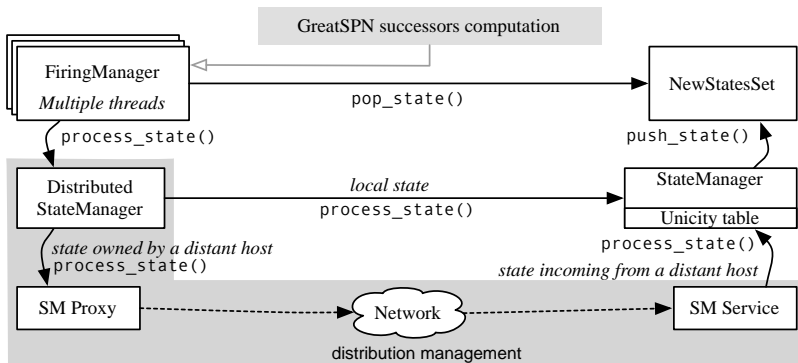 GreatSPN successors computation
FiringManager
Multiple threads
pop_state()
NewStatesSet
process_state()
push_state()
Distributed
StateManager
local state
process_state()
StateManager
Unicity table
state owned by a distant host
process_state()
process_state()
state incoming from a distant host
SM Proxy
Network
SM Service
distribution management